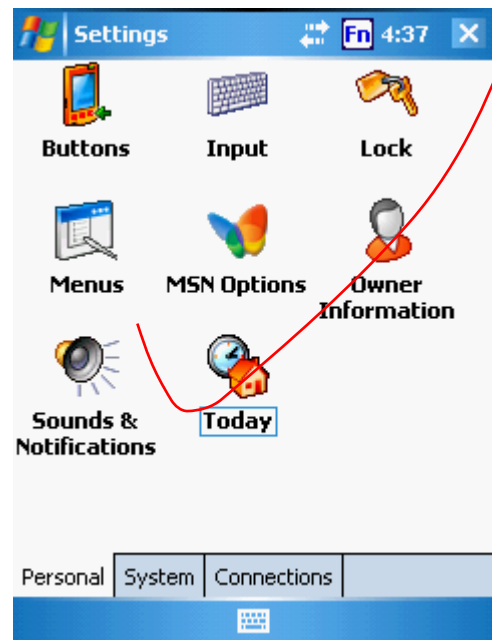 Settings Fn 4:37
Buttons Input Lock
Menus MSN Options Owner
Information
Sounds & Today
Notifications
Personal System Connections